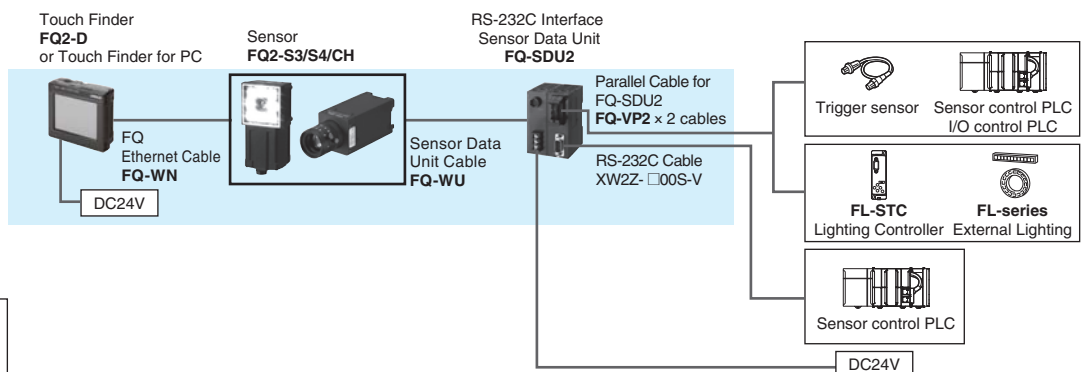 Touch Finder
FQ2-D
or Touch Finder for PC
Sensor
FQ2-S3/S4/CH
RS-232C Interface
Sensor Data Unit
FQ-SDU2
FQ
Ethernet Cable
FQ-WN
DC24V
Sensor Data
Unit Cable
FQ-WU
Parallel Cable for
FQ-SDU2
FQ-VP2 × 2 cables
RS-232C Cable
XW2Z- □00S-V
Trigger sensor
Sensor control PLC
I/O control PLC
FL-STC
Lighting Controller
FL-series
External Lighting
Sensor control PLC
DC24V